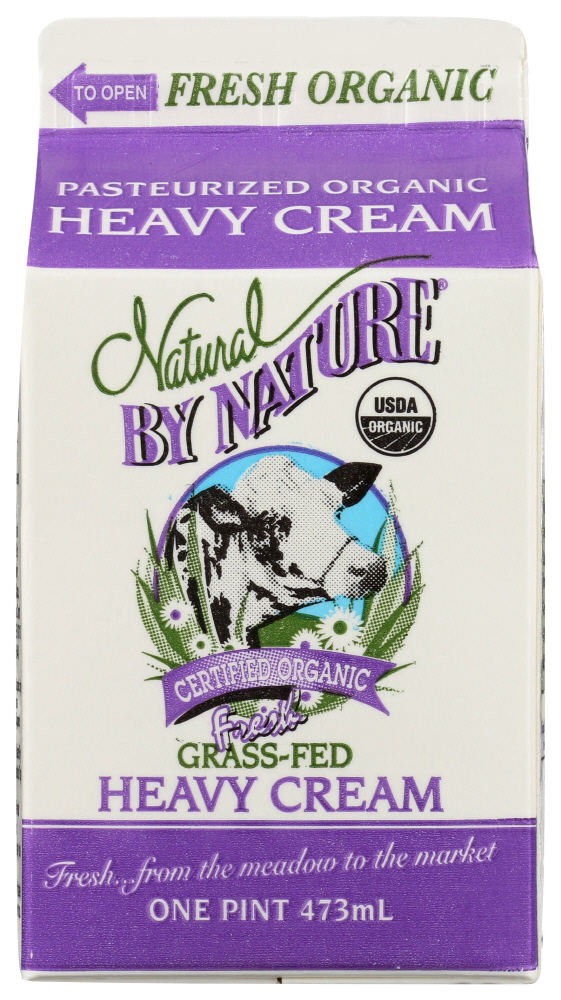 TO OPEN FRESH ORGANIC
PASTEURIZED ORGANIC
HEAVY CREAM
Natural
BY NATURE®
USDA
ORGANIC
CERTIFIED ORGANIC
fresh
GRASS-FED
HEAVY CREAM
Fresh...from the meadow to the market
ONE PINT 473mL